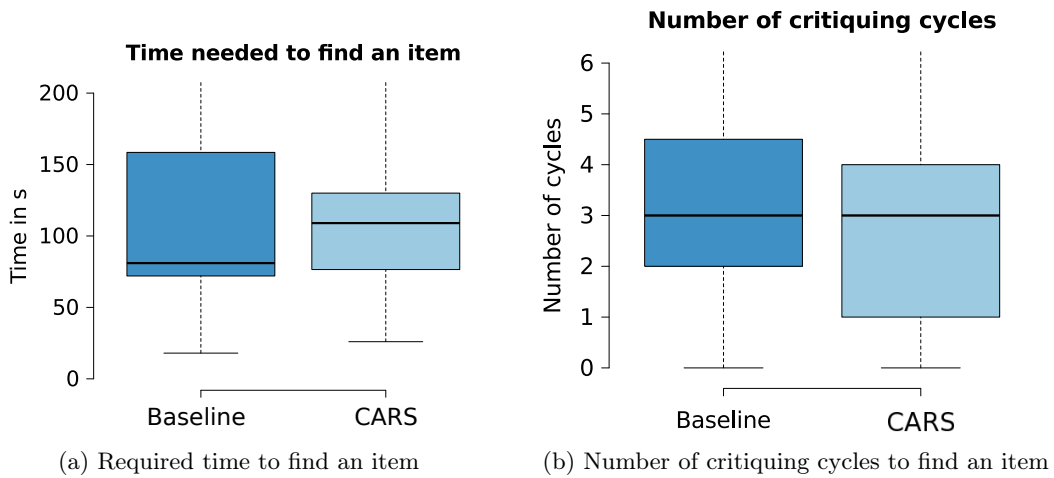 Time needed to find an item
Time in s
200
150
100
50
0
Baseline CARS
(a) Required time to find an item
Number of critiquing cycles
Number of cycles
6
5
4
3
2
1
0
Baseline CARS
(b) Number of critiquing cycles to find an item